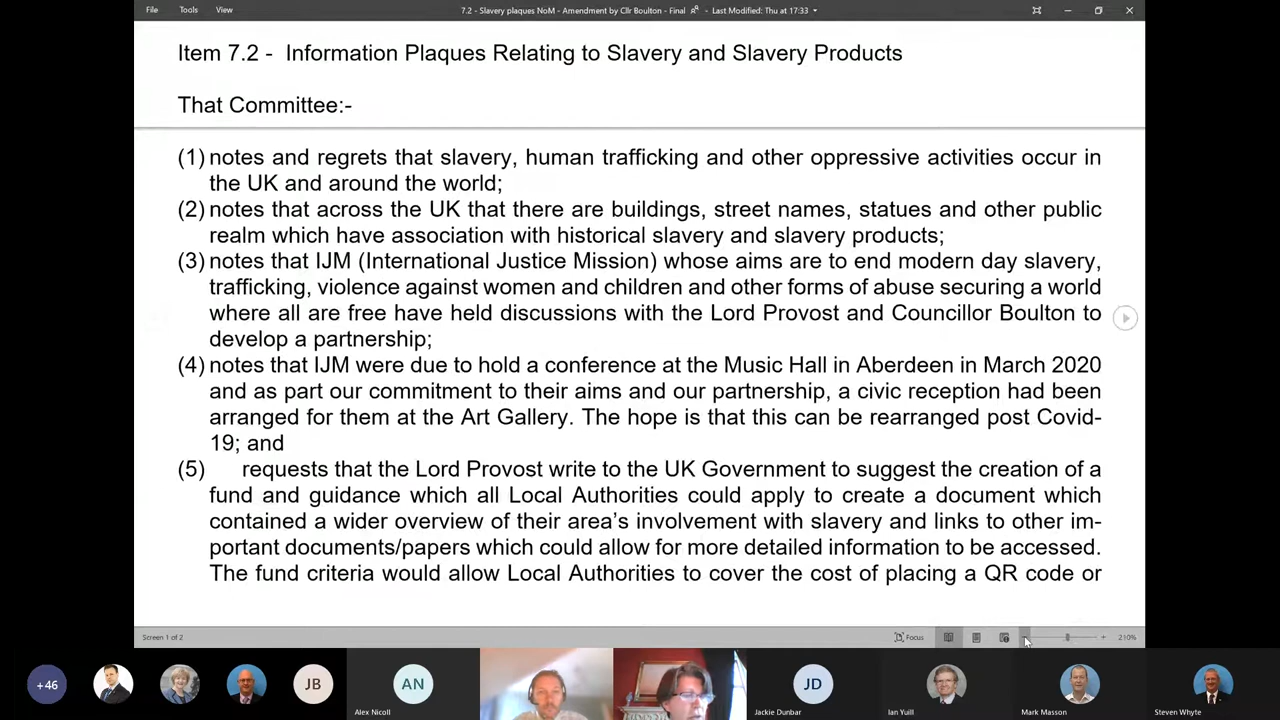 File Tools View 7.2 - Slavery plaques NoM - Amendment by Cllr Boulton - Final - Last Modified: Thu at 17:33
Item 7.2 - Information Plaques Relating to Slavery and Slavery Products
That Committee:-
(1) notes and regrets that slavery, human trafficking and other oppressive activities occur in
the UK and around the world;
(2) notes that across the UK that there are buildings, street names, statues and other public
realm which have association with historical slavery and slavery products;
(3) notes that IJM (International Justice Mission) whose aims are to end modern day slavery,
trafficking, violence against women and children and other forms of abuse securing a world
where all are free have held discussions with the Lord Provost and Councillor Boulton to
develop a partnership;
(4) notes that IJM were due to hold a conference at the Music Hall in Aberdeen in March 2020
and as part our commitment to their aims and our partnership, a civic reception had been
arranged for them at the Art Gallery. The hope is that this can be rearranged post Covid-
19; and
(5) requests that the Lord Provost write to the UK Government to suggest the creation of a
fund and guidance which all Local Authorities could apply to create a document which
contained a wider overview of their area's involvement with slavery and links to other im-
portant documents/papers which could allow for more detailed information to be accessed.
The fund criteria would allow Local Authorities to cover the cost of placing a QR code or
Screen 1 of 2 Focus 210%
+46 JB AN JD
Alex Nicoll Jackie Dunbar Ian Yuill Mark Masson Steven Whyte